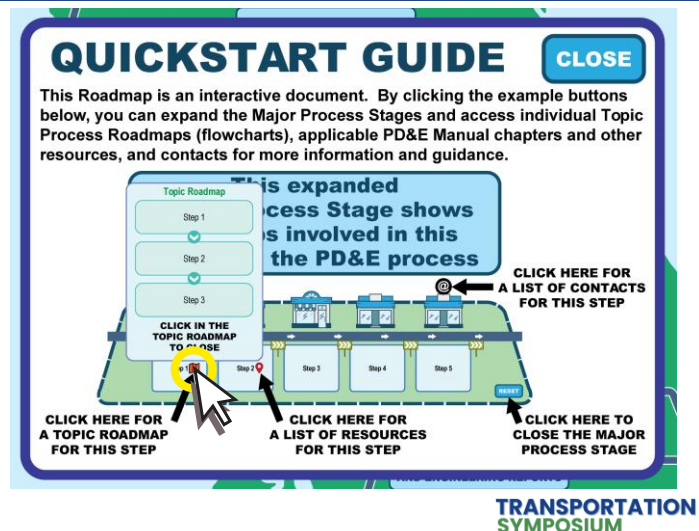 QUICKSTART GUIDE
CLOSE
This Roadmap is an interactive document. By clicking the example buttons
below, you can expand the Major Process Stages and access individual Topic
Process Roadmaps (flowcharts), applicable PD&E Manual chapters and other
resources, and contacts for more information and guidance.
This expanded
Process Stage shows
involved in this
the PD&E process
Topic Roadmap
Step 1
Step 2
Step 3
CLICK IN THE
TOPIC ROADMAP
TO CLOSE
@
CLICK HERE FOR
A LIST OF CONTACTS
FOR THIS STEP
Step 2
Step 3
Step 4
Step 5
RESET
CLICK HERE FOR
A TOPIC ROADMAP
FOR THIS STEP
CLICK HERE FOR
A LIST OF RESOURCES
FOR THIS STEP
CLICK HERE TO
CLOSE THE MAJOR
PROCESS STAGE
AND ENGINEERING REPORTS
TRANSPORTATION
SYMPOSIUM